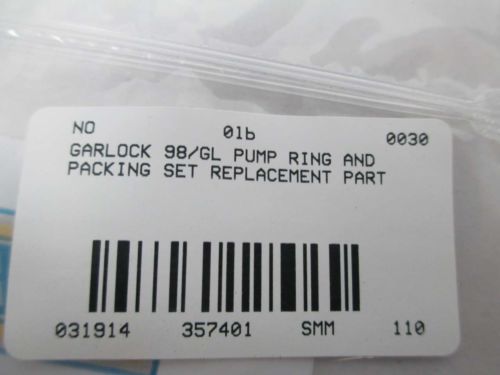 NO 01b 0030
GARLOCK 98/GL PUMP RING AND
PACKING SET REPLACEMENT PART
031914 357401 SMM 110